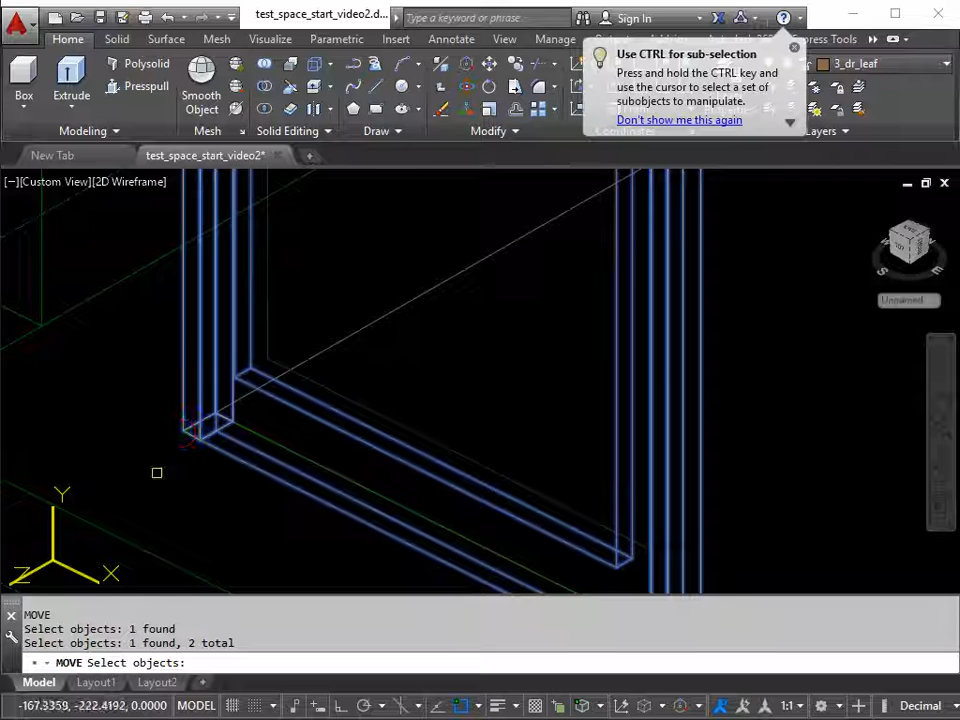 test_space_start_video2.d...
Type a keyword or phrase
Sign In
Home
Solid
Surface
Mesh
Visualize
Parametric
Insert
Annotate
View
Manage
press Tools
Use CTRL for sub-selection
Press and hold the CTRL key and
use the cursor to select a set of
subobjects to manipulate.
Don't show me this again
Box
Extrude
Polysolid
Presspull
Smooth
Object
3_dr_leaf
Modeling
Mesh
Solid Editing
Draw
Modify
Layers
New Tab
test_space_start_video2*
[−][Custom View][2D Wireframe]
S
E
Unnamed
Y
Z
X
MOVE
Select objects: 1 found
Select objects: 1 found, 2 total
MOVE Select objects:
Model
Layout1
Layout2
-167.3359, -222.4192, 0.0000
MODEL
1:1
Decimal